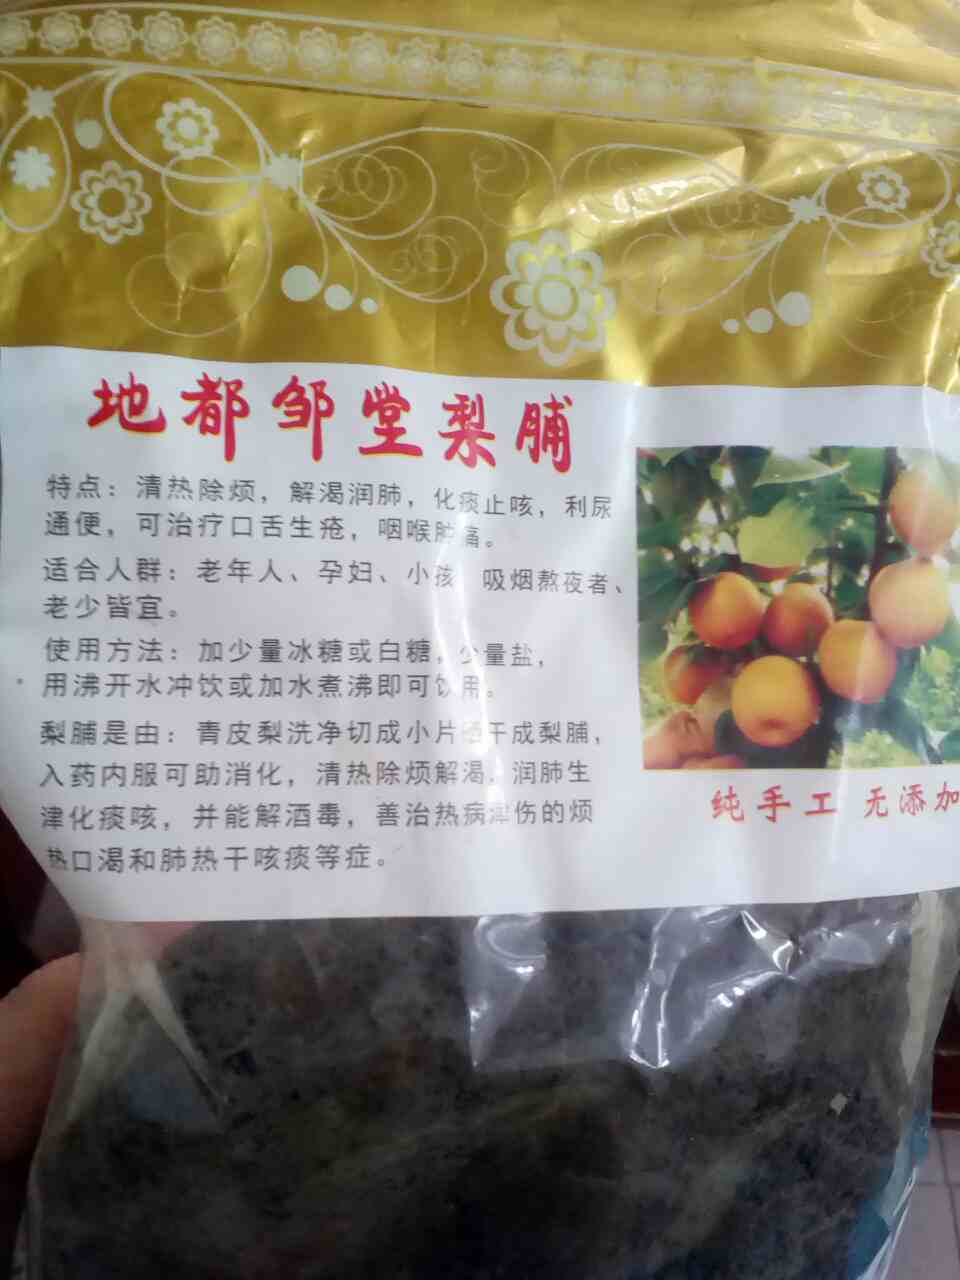 地都邹堂梨脯
特点：清热除烦，解渴润肺，化痰止咳，利尿
通便，可治疗口舌生疮，咽喉肿痛。
适合人群：老年人、孕妇、小孩 吸烟熬夜者、
老少皆宜。
使用方法：加少量冰糖或白糖，少量盐，
用沸开水冲饮或加水煮沸即可饮用。
梨脯是由：青皮梨洗净切成小片晒干成梨脯，
入药内服可助消化，清热除烦解渴，润肺生
津化痰咳，并能解酒毒，善治热病津伤的烦
热口渴和肺热干咳痰等症。
纯手工 无添加